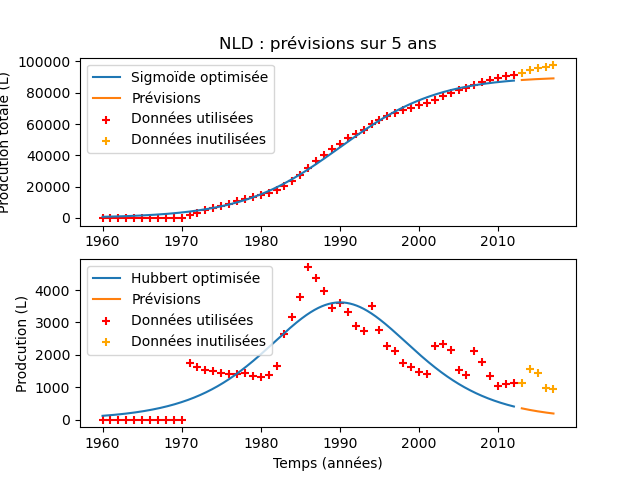 NLD : prévisions sur 5 ans
100000
80000
60000
40000
20000
0
Prodcution totale (L)
Sigmoïde optimisée
Prévisions
Données utilisées
Données inutilisées
1960 1970 1980 1990 2000 2010
4000
3000
2000
1000
0
Prodcution (L)
Hubbert optimisée
Prévisions
Données utilisées
Données inutilisées
1960 1970 1980 1990 2000 2010
Temps (années)